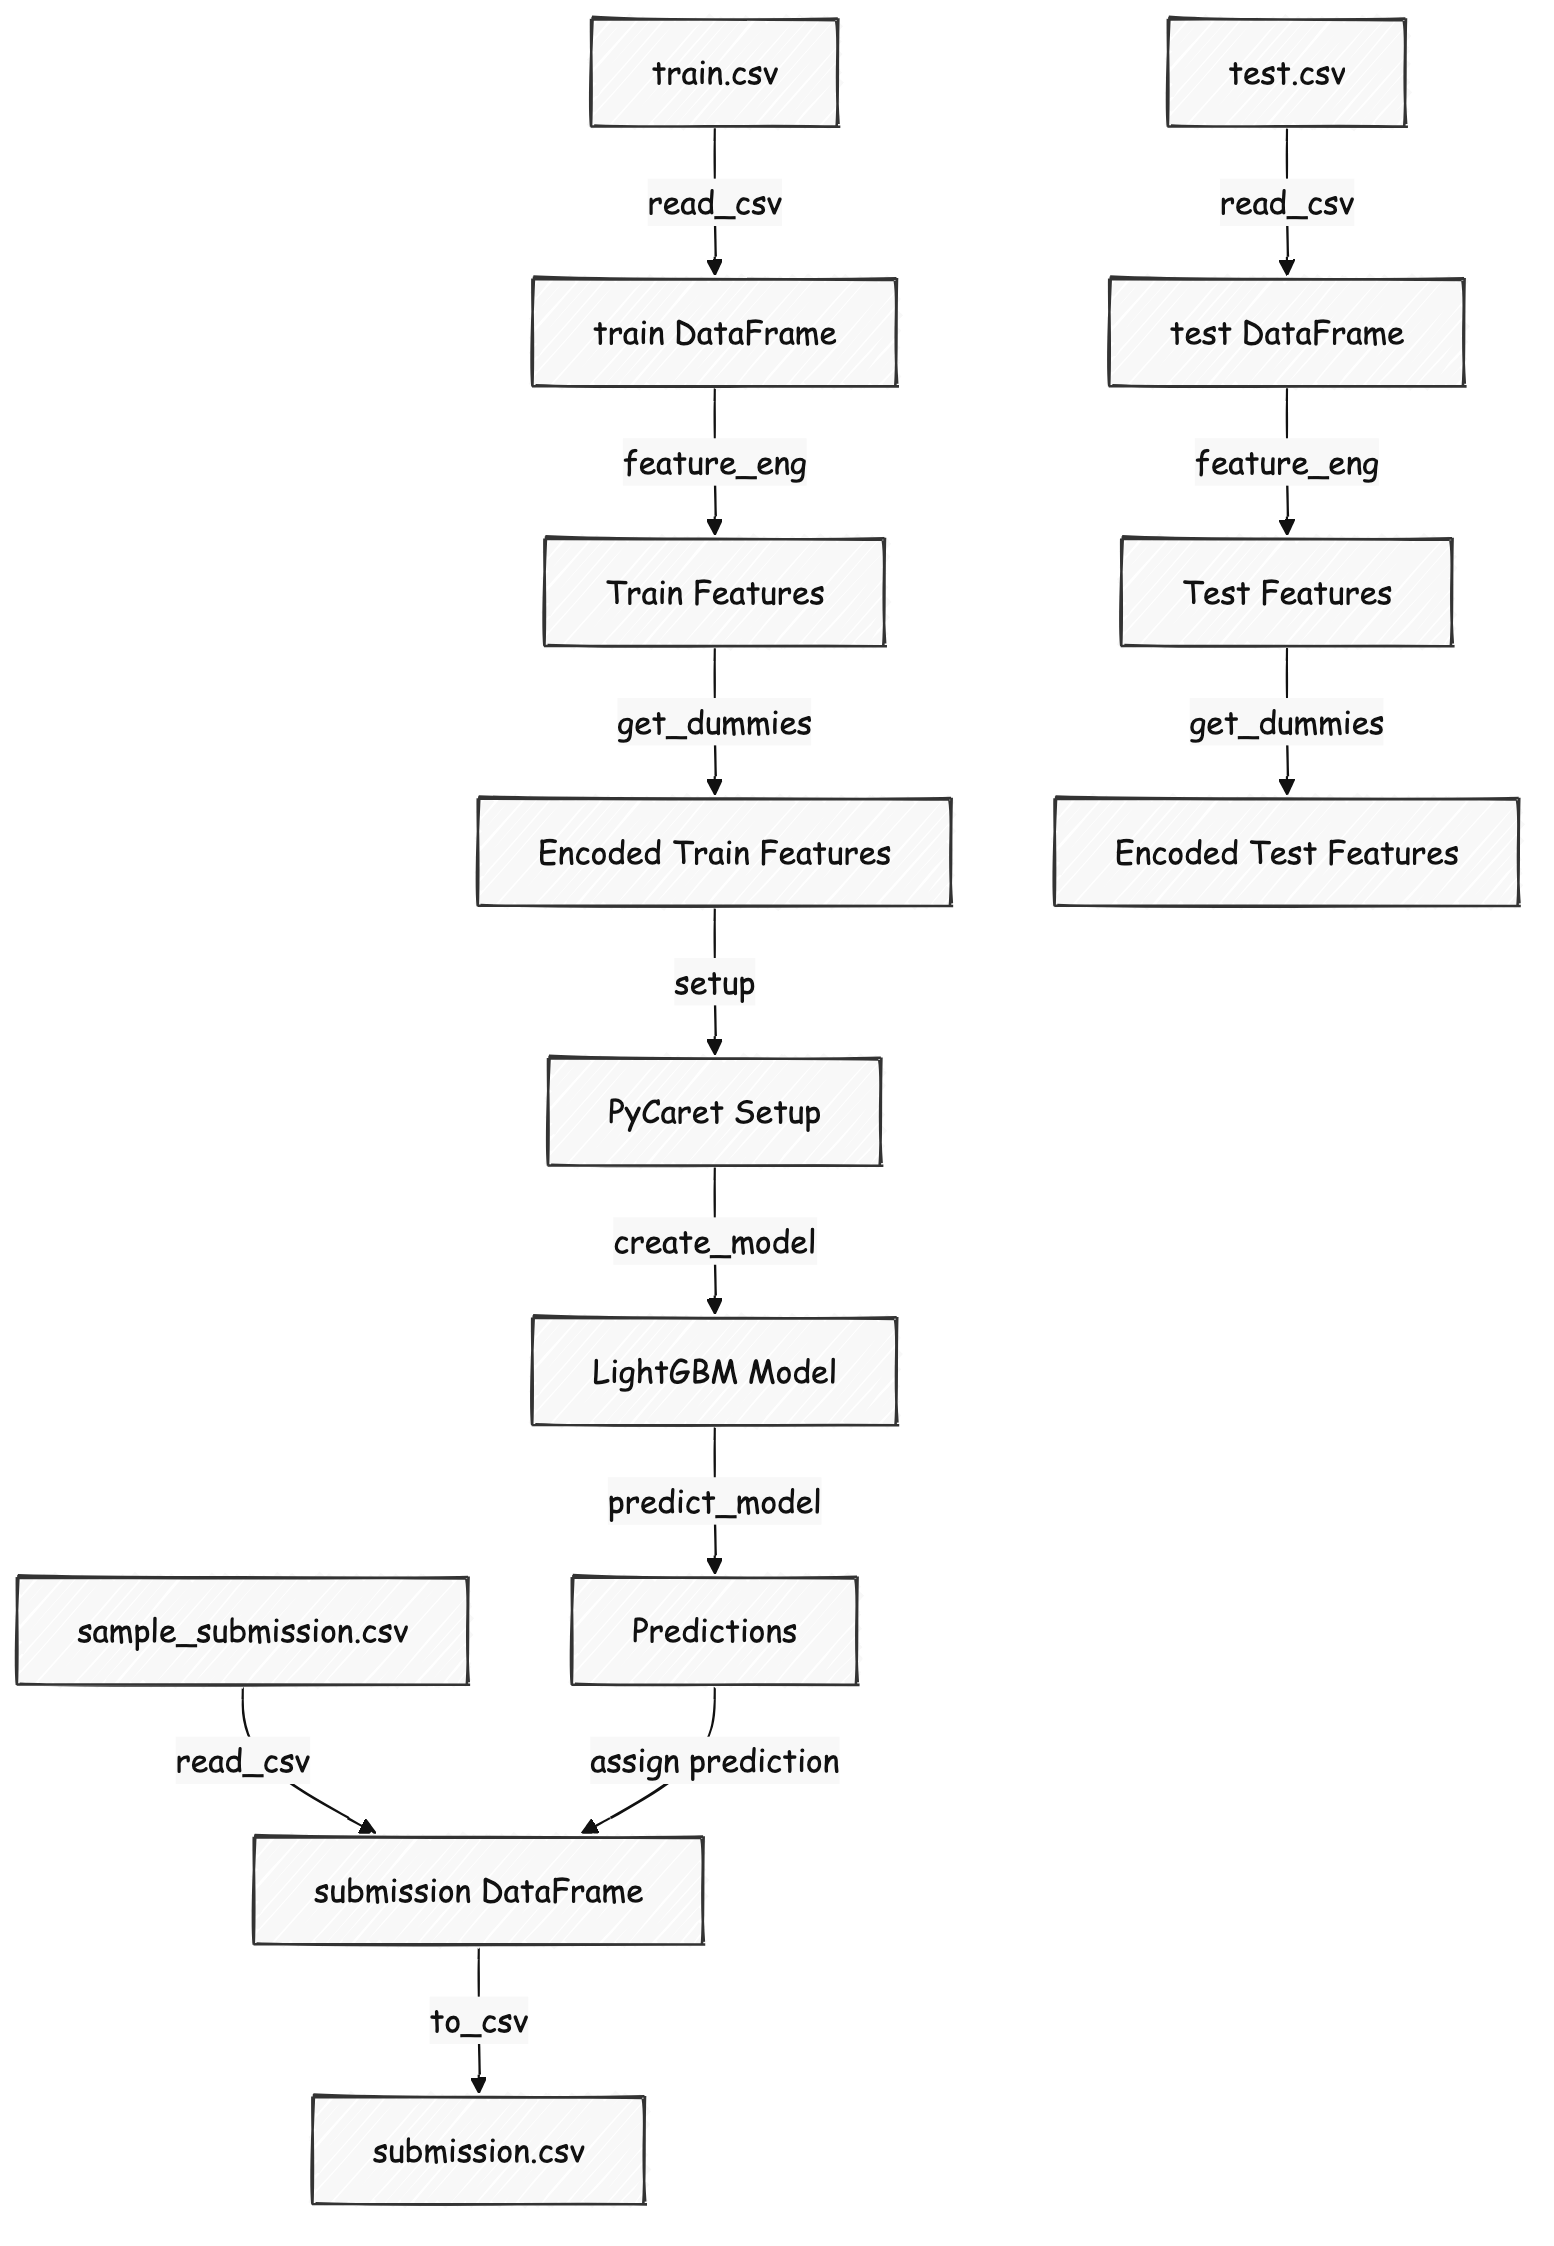 train.csv
test.csv
read_csv
read_csv
train DataFrame
test DataFrame
feature_eng
feature_eng
Train Features
Test Features
get_dummies
get_dummies
Encoded Train Features
Encoded Test Features
setup
PyCaret Setup
create_model
LightGBM Model
predict_model
sample_submission.csv
Predictions
read_csv
assign prediction
submission DataFrame
to_csv
submission.csv